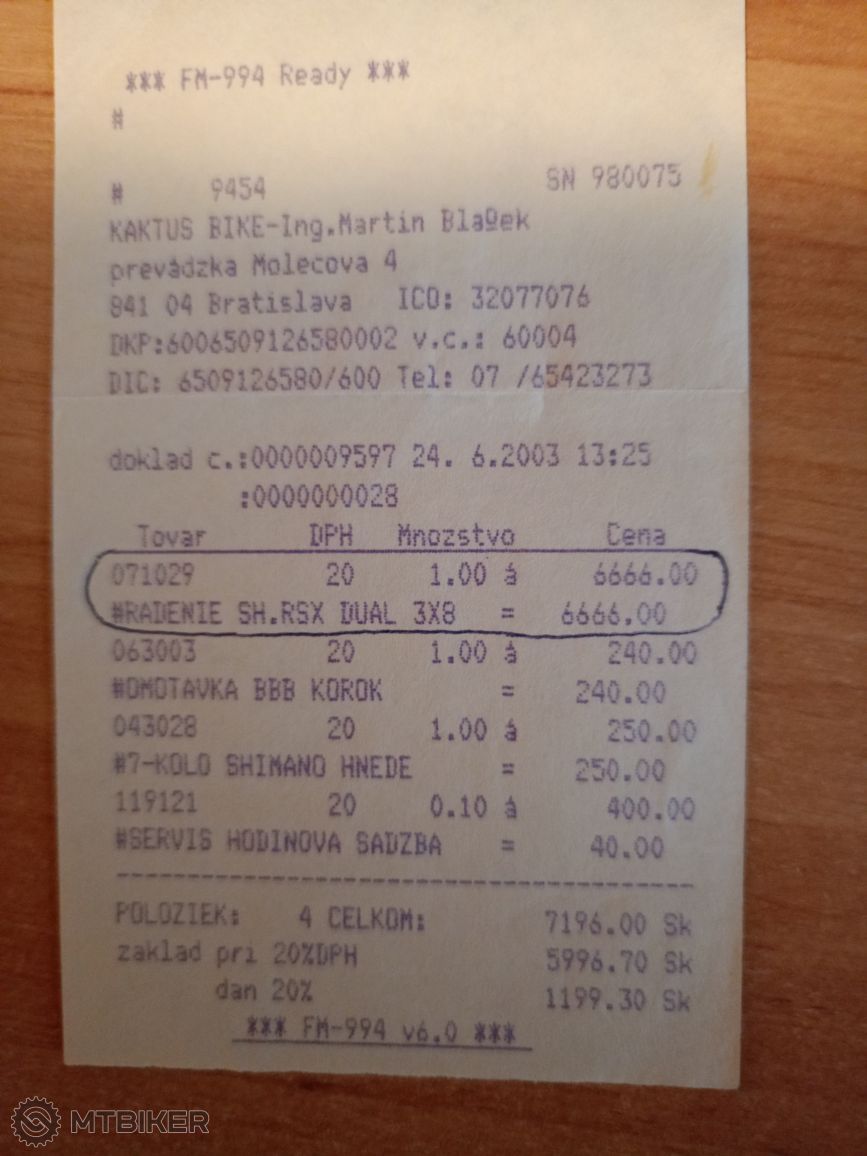 *** FM-994 Ready ***
#
# 9454 SN 980075
KAKTUS BIKE-Ing.Martin Bla0ek
prevádzka Molecova 4
841 04 Bratislava ICO: 32077076
DKP:6006509126580002 v.c.: 60004
DIC: 6509126580/600 Tel: 07 /65423273
doklad c.:0000009597 24. 6.2003 13:25
:0000000028
Tovar DPH Mnozstvo Cena
071029 20 1.00 á 6666.00
#RADENIE SH.RSX DUAL 3X8 = 6666.00
063003 20 1.00 á 240.00
#OMOTAVKA BBB KOROK = 240.00
043028 20 1.00 á 250.00
#7-KOLO SHIMANO HNEDE = 250.00
119121 20 0.10 á 400.00
#SERVIS HODINOVA SADZBA = 40.00
----------------------------------------
POLOZIEK: 4 CELKOM: 7196.00 Sk
zaklad pri 20%DPH 5996.70 Sk
dan 20% 1199.30 Sk
*** FM-994 v6.0 ***
MTBIKER